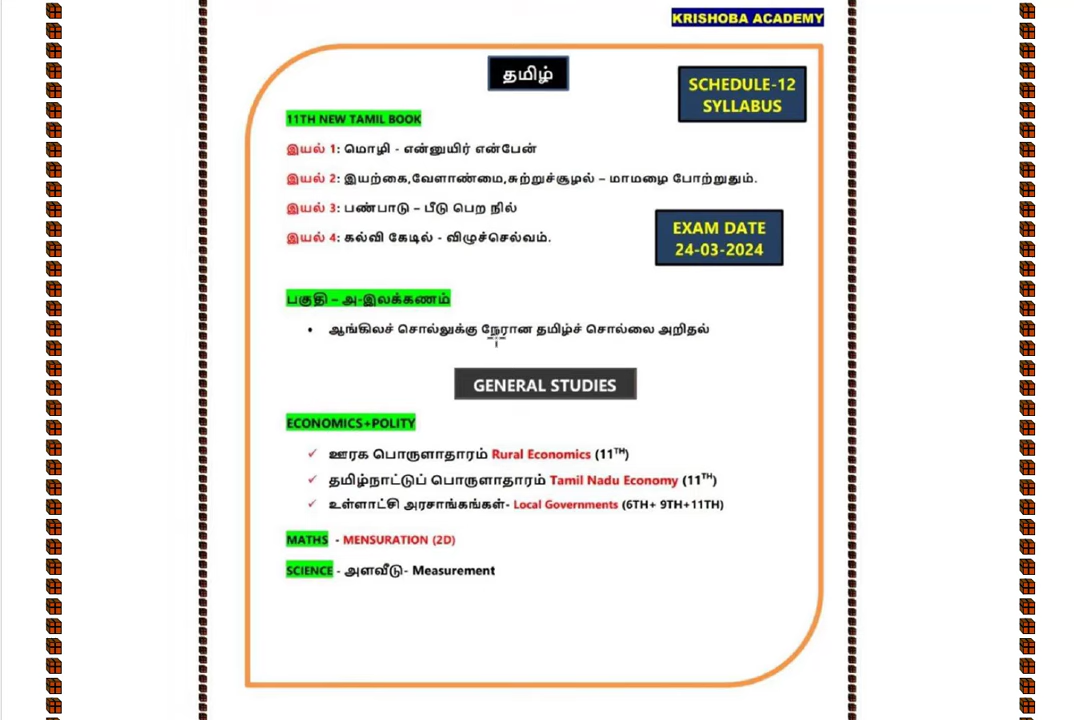 KRISHOBA ACADEMY
தமிழ்
SCHEDULE-12
SYLLABUS
11TH NEW TAMIL BOOK
இயல் 1: மொழி - என்னுயிர் என்பேன்
இயல் 2: இயற்கை,வேளாண்மை,சுற்றுச்சூழல் – மாமழை போற்றுதும்.
இயல் 3: பண்பாடு – பீடு பெற நில்
EXAM DATE
24-03-2024
இயல் 4: கல்வி கேடில் - விழுச்செல்வம்.
பகுதி – அ-இலக்கணம்
• ஆங்கிலச் சொல்லுக்கு நேரான தமிழ்ச் சொல்லை அறிதல்
GENERAL STUDIES
ECONOMICS+POLITY
✓ ஊரக பொருளாதாரம் Rural Economics (11TH)
✓ தமிழ்நாட்டுப் பொருளாதாரம் Tamil Nadu Economy (11TH)
✓ உள்ளாட்சி அரசாங்கங்கள்- Local Governments (6TH+ 9TH+11TH)
MATHS - MENSURATION (2D)
SCIENCE - அளவீடு- Measurement